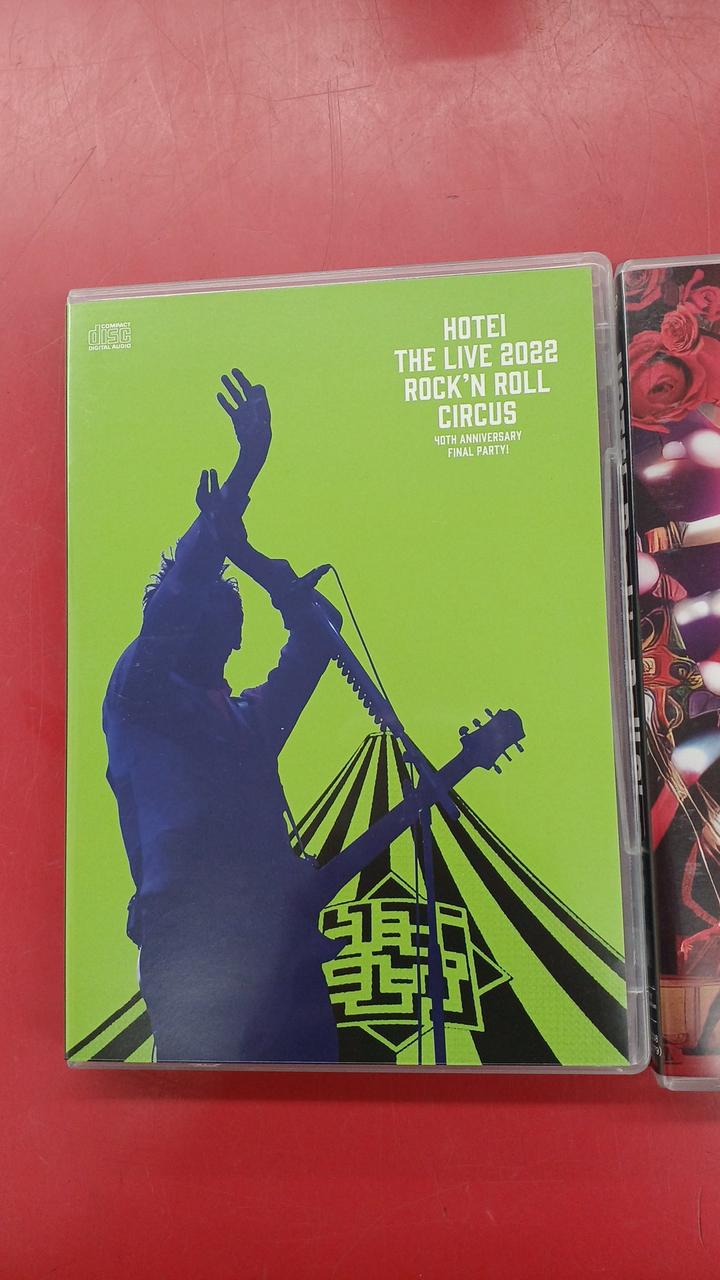 COMPACT
disc
DIGITAL AUDIO
HOTEI
THE LIVE 2022
ROCK'N ROLL
CIRCUS
40TH ANNIVERSARY
FINAL PARTY!